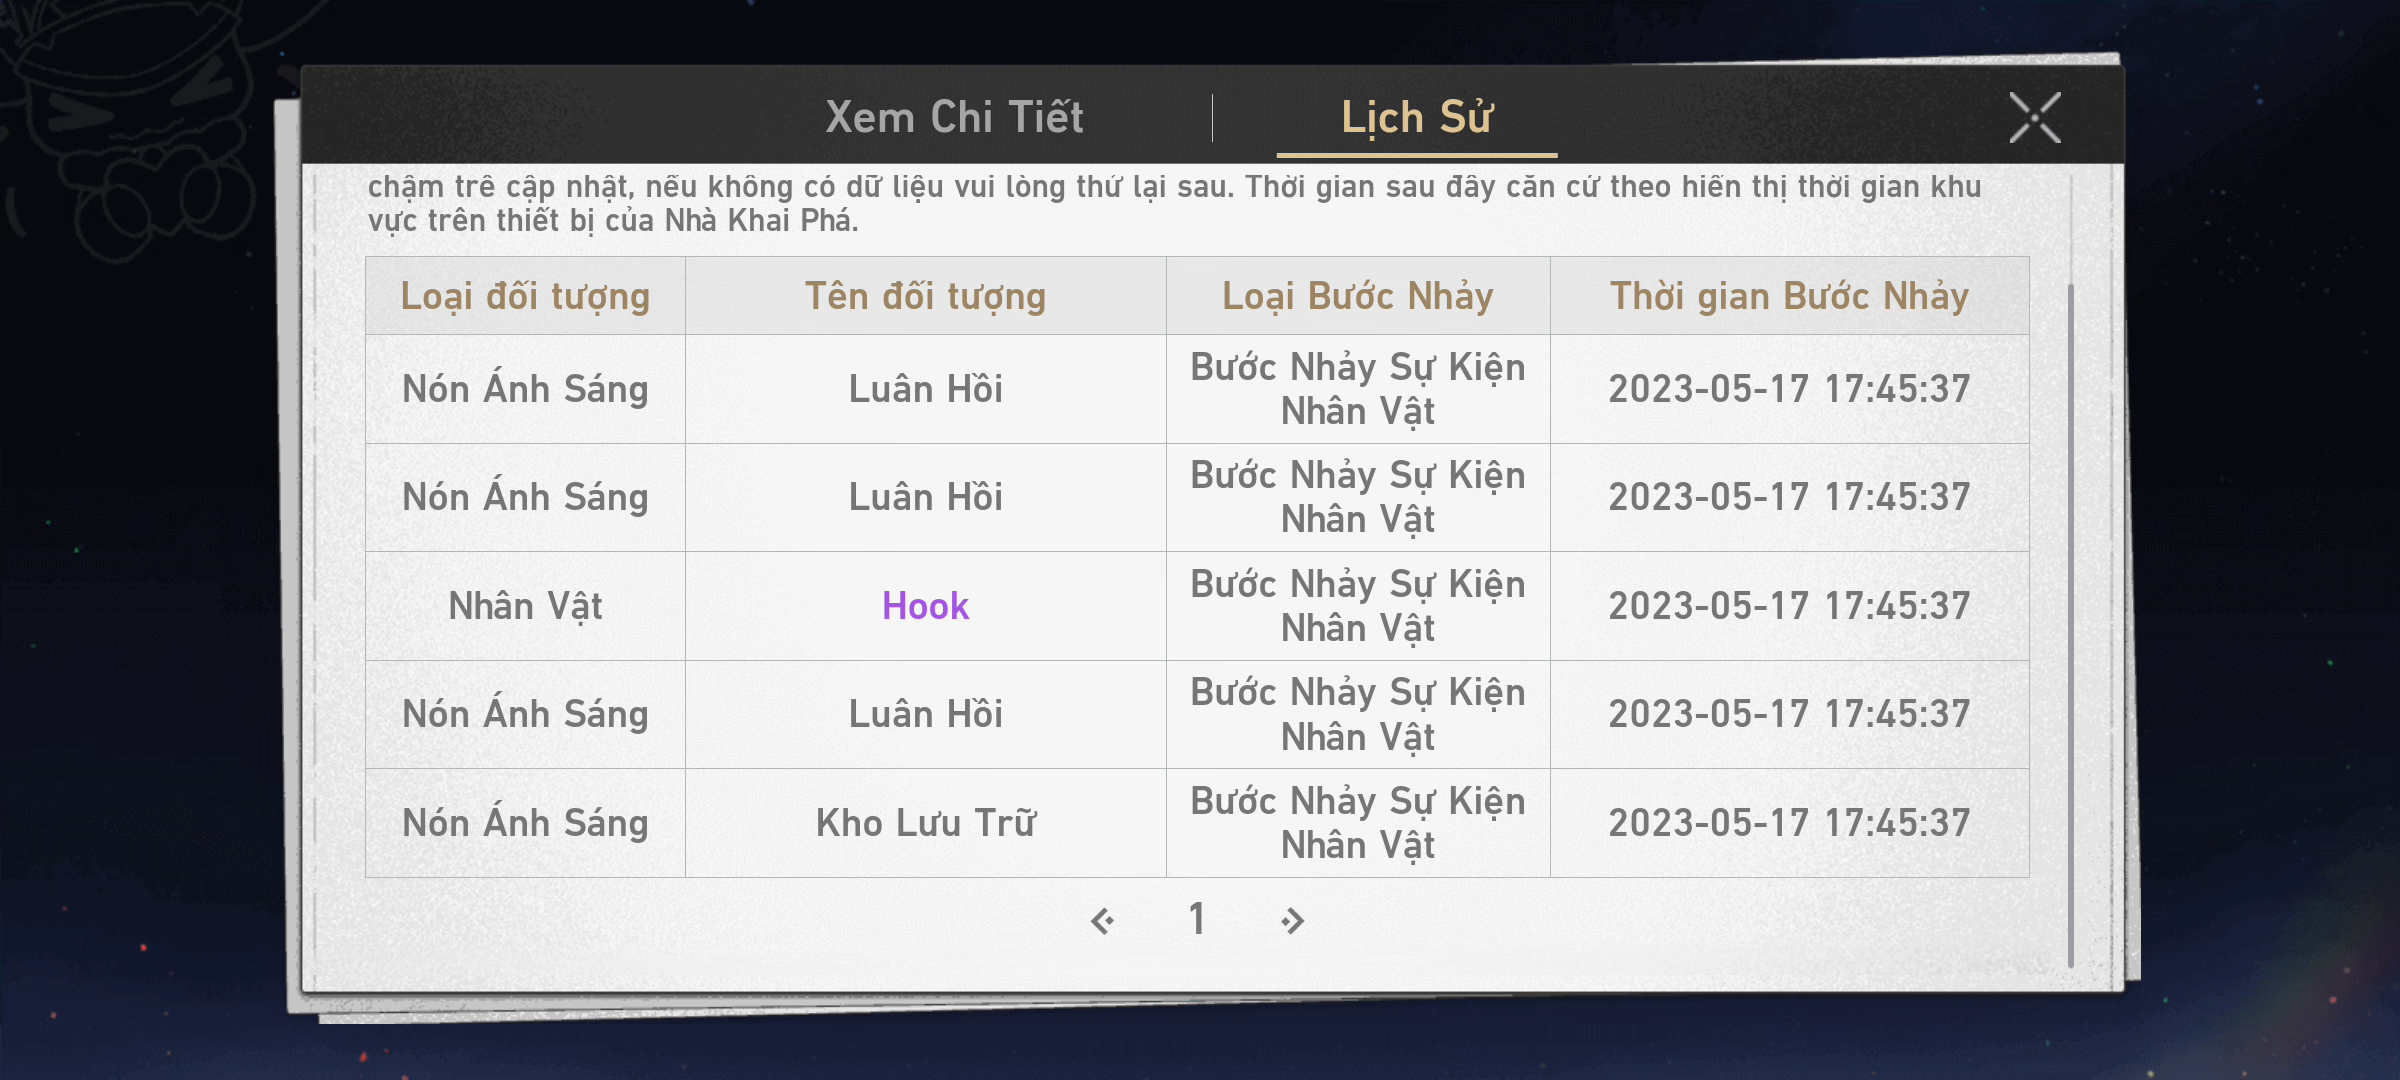 Xem Chi Tiết
Lịch Sử
chậm trễ cập nhật, nếu không có dữ liệu vui lòng thử lại sau. Thời gian sau đây căn cứ theo hiển thị thời gian khu
vực trên thiết bị của Nhà Khai Phá.
Loại đối tượng Tên đối tượng Loại Bước Nhảy Thời gian Bước Nhảy
Nón Ánh Sáng Luân Hồi Bước Nhảy Sự Kiện Nhân Vật 2023-05-17 17:45:37
Nón Ánh Sáng Luân Hồi Bước Nhảy Sự Kiện Nhân Vật 2023-05-17 17:45:37
Nhân Vật Hook Bước Nhảy Sự Kiện Nhân Vật 2023-05-17 17:45:37
Nón Ánh Sáng Luân Hồi Bước Nhảy Sự Kiện Nhân Vật 2023-05-17 17:45:37
Nón Ánh Sáng Kho Lưu Trữ Bước Nhảy Sự Kiện Nhân Vật 2023-05-17 17:45:37
1